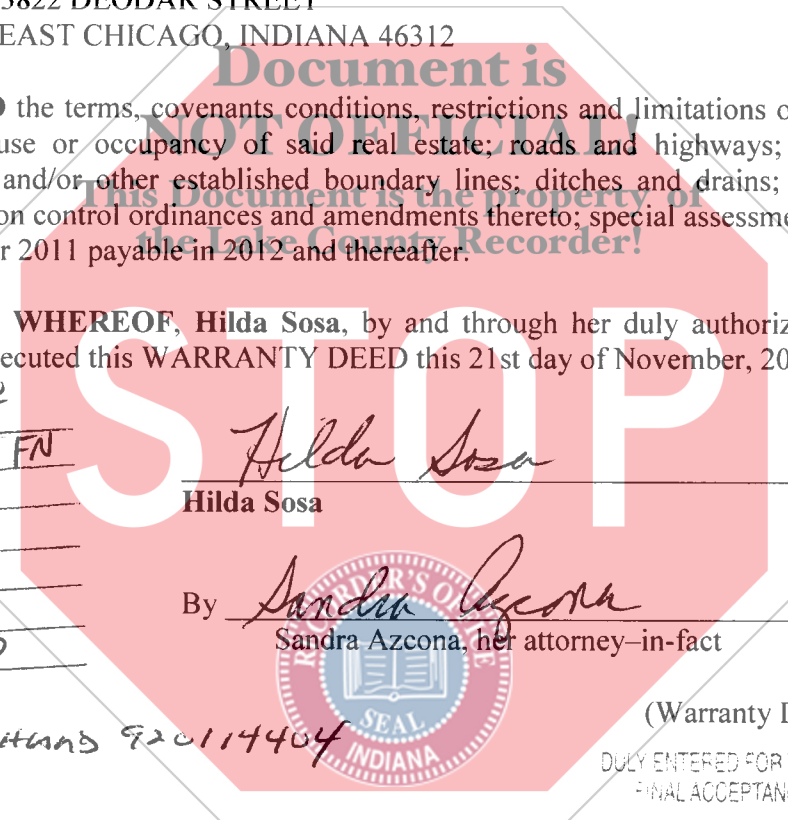 3822 DEODAR STREET
EAST CHICAGO, INDIANA 46312
Document is
the terms, covenants conditions, restrictions and limitations
NOT OFFICIAL!
use or occupancy of said real estate; roads and highways;
and/or other established boundary lines; ditches and drains;
This Document is the property of
on control ordinances and amendments thereto; special
the Lake County Recorder!
2011 payable in 2012 and thereafter.
WHEREOF, Hilda Sosa, by and through her duly
this WARRANTY DEED this 21st day of November, 20
STOP
FN
Hilda Sosa
Hilda Sosa
By Sandra Azcona
Sandra Azcona, her attorney–in-fact
RECORDER'S OFFICE
SEAL
INDIANA
(Warranty D
920114404
DULY ENTERED FOR
FINAL ACCEPTAN